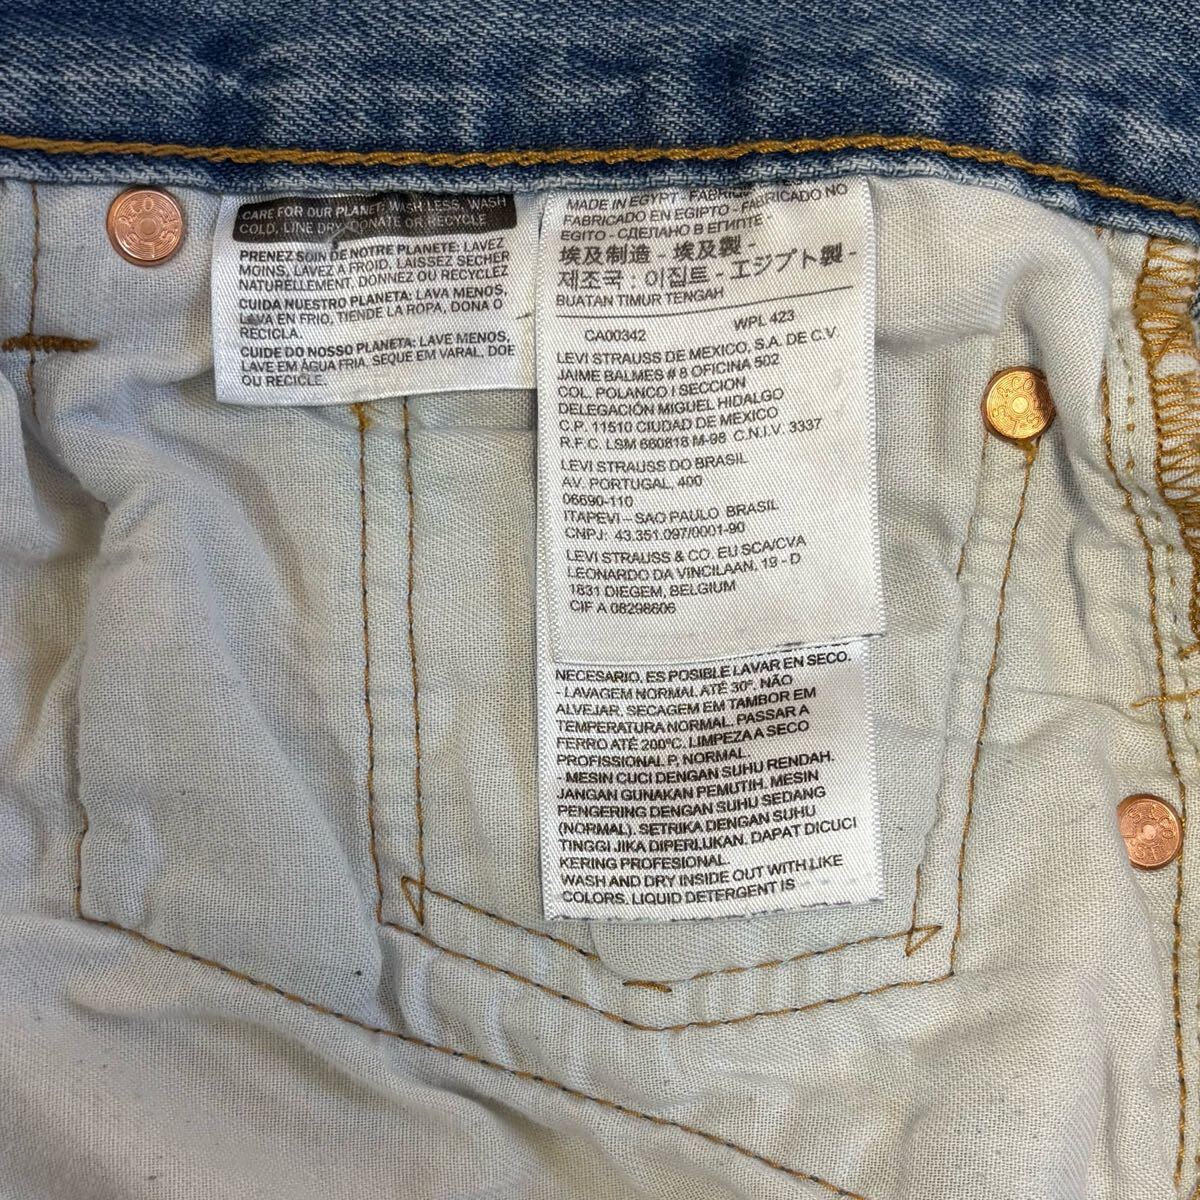 CARE FOR OUR PLANET: WASH LESS, WASH
COLD, LINE DRY, DONATE OR RECYCLE
PRENEZ SOIN DE NOTRE PLANETE: LAVEZ
MOINS, LAVEZ A FROID, LAISSEZ SECHER
NATURELLEMENT, DONNEZ OU RECYCLEZ
CUIDA NUESTRO PLANETA: LAVA MENOS,
LAVA EN FRIO, TIENDE LA ROPA, DONA O
RECICLA.
CUIDE DO NOSSO PLANETA: LAVE MENOS,
LAVE EM ÁGUA FRIA, SEQUE EM VARAL, DOE
OU RECICLE.
MADE IN EGYPT - FABRICADO NO
FABRICADO EN EGIPTO -
EGITO - СДЕЛАНО В ЕГИПТЕ -
埃及制造 - 埃及製 -
제조국 : 이집트 - エジプト製 -
BUATAN TIMUR TENGAH
CA00342 WPL 423
LEVI STRAUSS DE MEXICO, S.A. DE C.V.
JAIME BALMES # 8 OFICINA 502
COL. POLANCO I SECCION
DELEGACIÓN MIGUEL HIDALGO
C.P. 11510 CIUDAD DE MEXICO
R.F.C. LSM 660818 M-98 C.N.I.V. 3337
LEVI STRAUSS DO BRASIL
AV. PORTUGAL, 400
06690-110
ITAPEVI - SAO PAULO. BRASIL
CNPJ: 43.351.097/0001-90
LEVI STRAUSS & CO. EU SCA/CVA
LEONARDO DA VINCILAAN, 19 - D
1831 DIEGEM, BELGIUM
CIF A 08298606
NECESARIO, ES POSIBLE LAVAR EN SECO.
- LAVAGEM NORMAL ATÉ 30°. NÃO
ALVEJAR. SECAGEM EM TAMBOR EM
TEMPERATURA NORMAL. PASSAR A
FERRO ATÉ 200°C. LIMPEZA A SECO
PROFISSIONAL P, NORMAL.
- MESIN CUCI DENGAN SUHU RENDAH.
JANGAN GUNAKAN PEMUTIH. MESIN
PENGERING DENGAN SUHU SEDANG
(NORMAL). SETRIKA DENGAN SUHU
TINGGI JIKA DIPERLUKAN. DAPAT DICUCI
KERING PROFESIONAL.
WASH AND DRY INSIDE OUT WITH LIKE
COLORS, LIQUID DETERGENT IS